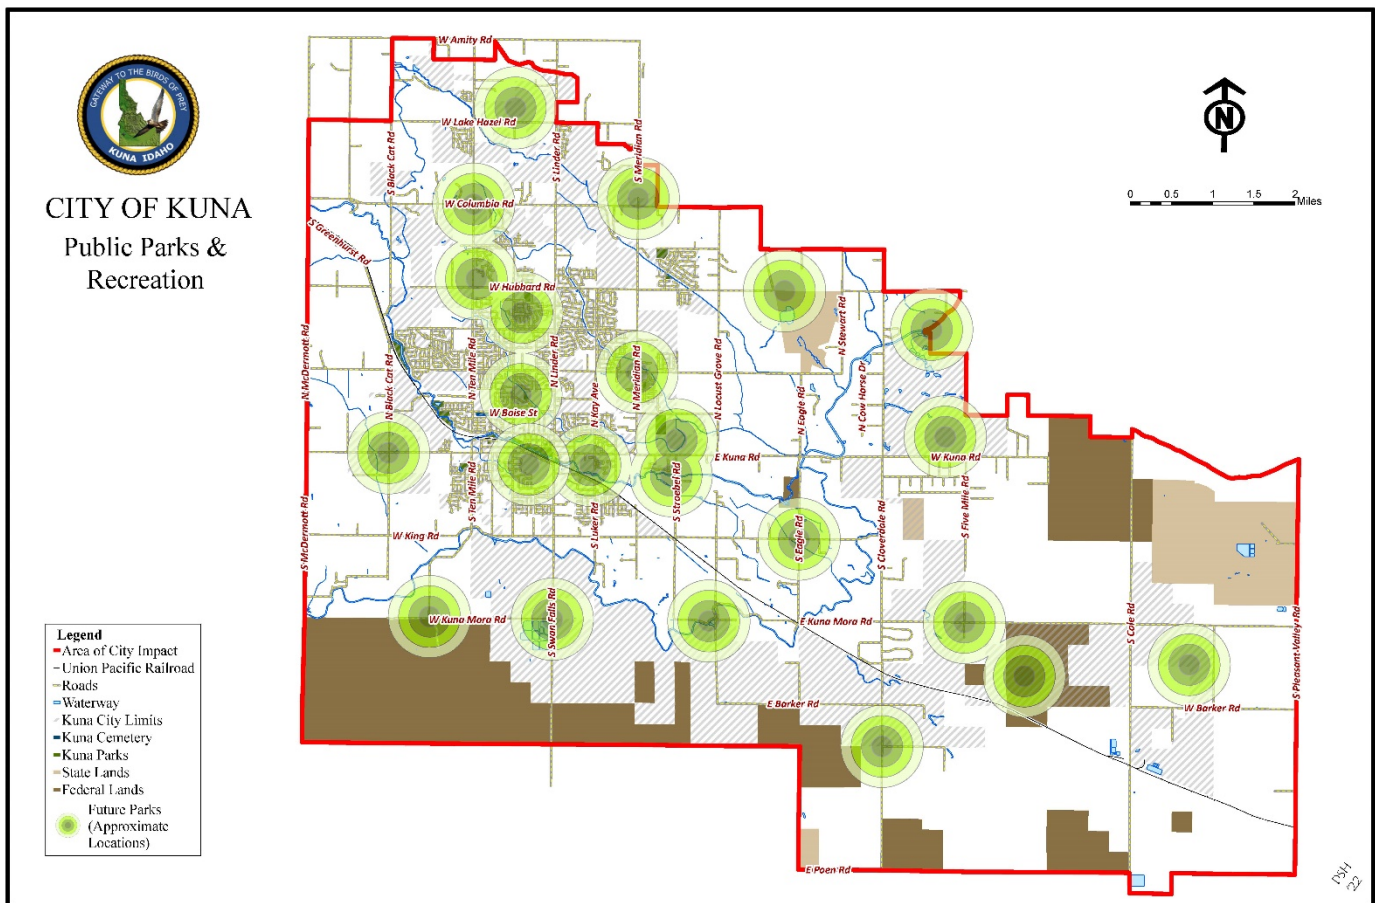 GATEWAY TO THE BIRDS OF PREY
KUNA IDAHO
CITY OF KUNA
Public Parks &
Recreation
N
0 0.5 1 1.5 2
Miles
W Amity Rd
W Lake Hazel Rd
S Black Cat Rd
S Linder Rd
S Meridian Rd
W Columbia Rd
S Greenhurst Rd
W Hubbard Rd
N McDermott Rd
N Black Cat Rd
N Ten Mile Rd
N Linder Rd
N Kay Ave
N Meridian Rd
N Locust Grove Rd
N Eagle Rd
N Stewart Rd
N Cow Horse Dr
W Boise St
E Kuna Rd
W Kuna Rd
S McDermott Rd
S Ten Mile Rd
S Luker Rd
S Stroebel Rd
S Eagle Rd
S Cloverdale Rd
S Five Mile Rd
W King Rd
W Kuna Mora Rd
S Swan Falls Rd
E Kuna Mora Rd
S Cole Rd
S Pleasant Valley Rd
E Barker Rd
W Barker Rd
E Poen Rd
Legend
Area of City Impact
Union Pacific Railroad
Roads
Waterway
Kuna City Limits
Kuna Cemetery
Kuna Parks
State Lands
Federal Lands
Future Parks
(Approximate
Locations)
DSH
22